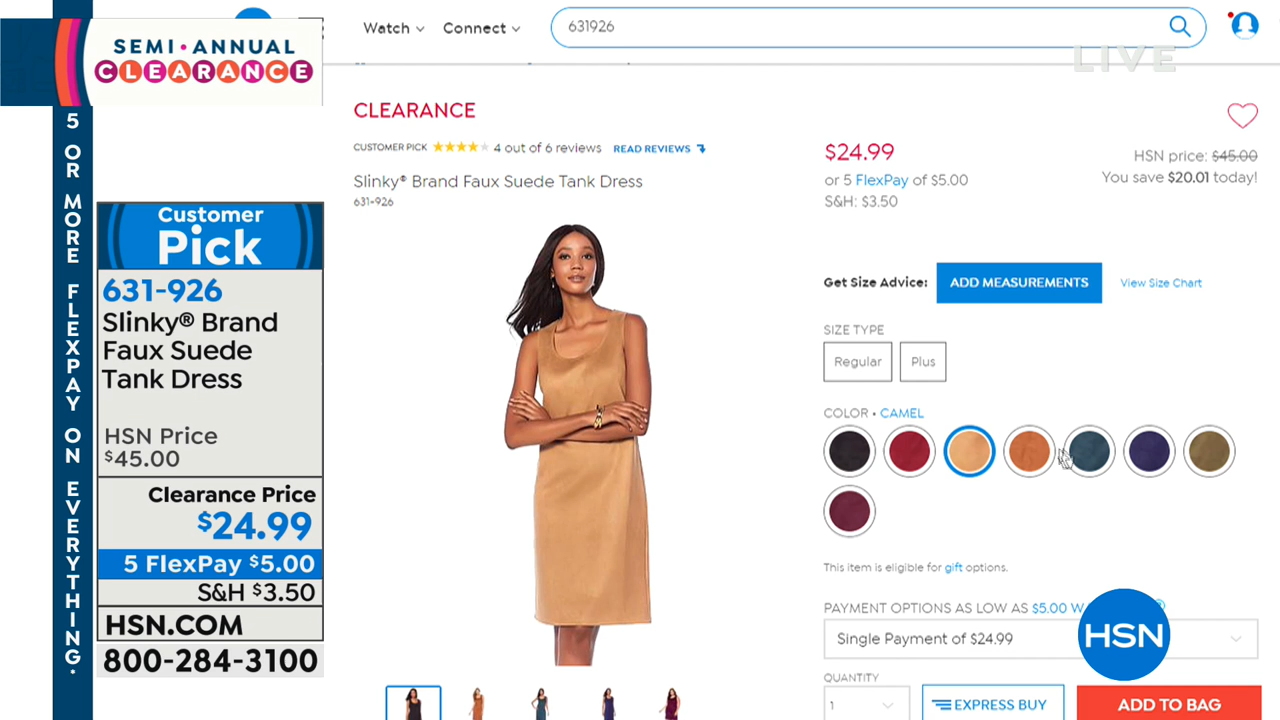 SEMI•ANNUAL
CLEARANCE
5 OR MORE FLEXPAY ON EVERYTHING.
Customer
Pick
631-926
Slinky® Brand
Faux Suede
Tank Dress
HSN Price
$45.00
Clearance Price
$24.99
5 FlexPay $5.00
S&H $3.50
HSN.COM
800-284-3100
Watch
Connect
631926
LIVE
CLEARANCE
CUSTOMER PICK 4 out of 6 reviews READ REVIEWS
Slinky® Brand Faux Suede Tank Dress
631-926
$24.99
HSN price: $45.00
or 5 FlexPay of $5.00
You save $20.01 today!
S&H: $3.50
Get Size Advice: ADD MEASUREMENTS View Size Chart
SIZE TYPE
Regular Plus
COLOR • CAMEL
This item is eligible for gift options.
PAYMENT OPTIONS AS LOW AS $5.00 W
Single Payment of $24.99
HSN
QUANTITY
1
EXPRESS BUY
ADD TO BAG